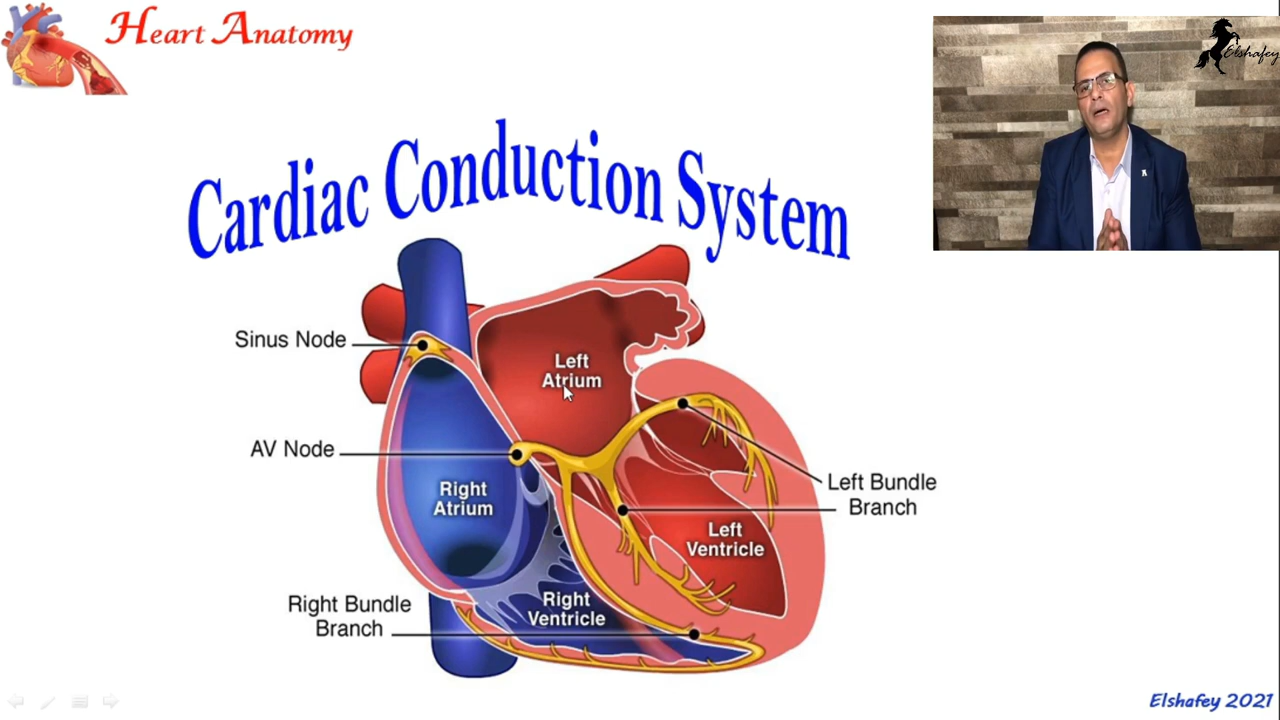 Heart Anatomy
Elshafey
Cardiac Conduction System
Sinus Node
Left
Atrium
AV Node
Right
Atrium
Left Bundle
Branch
Left
Ventricle
Right
Ventricle
Right Bundle
Branch
Elshafey 2021